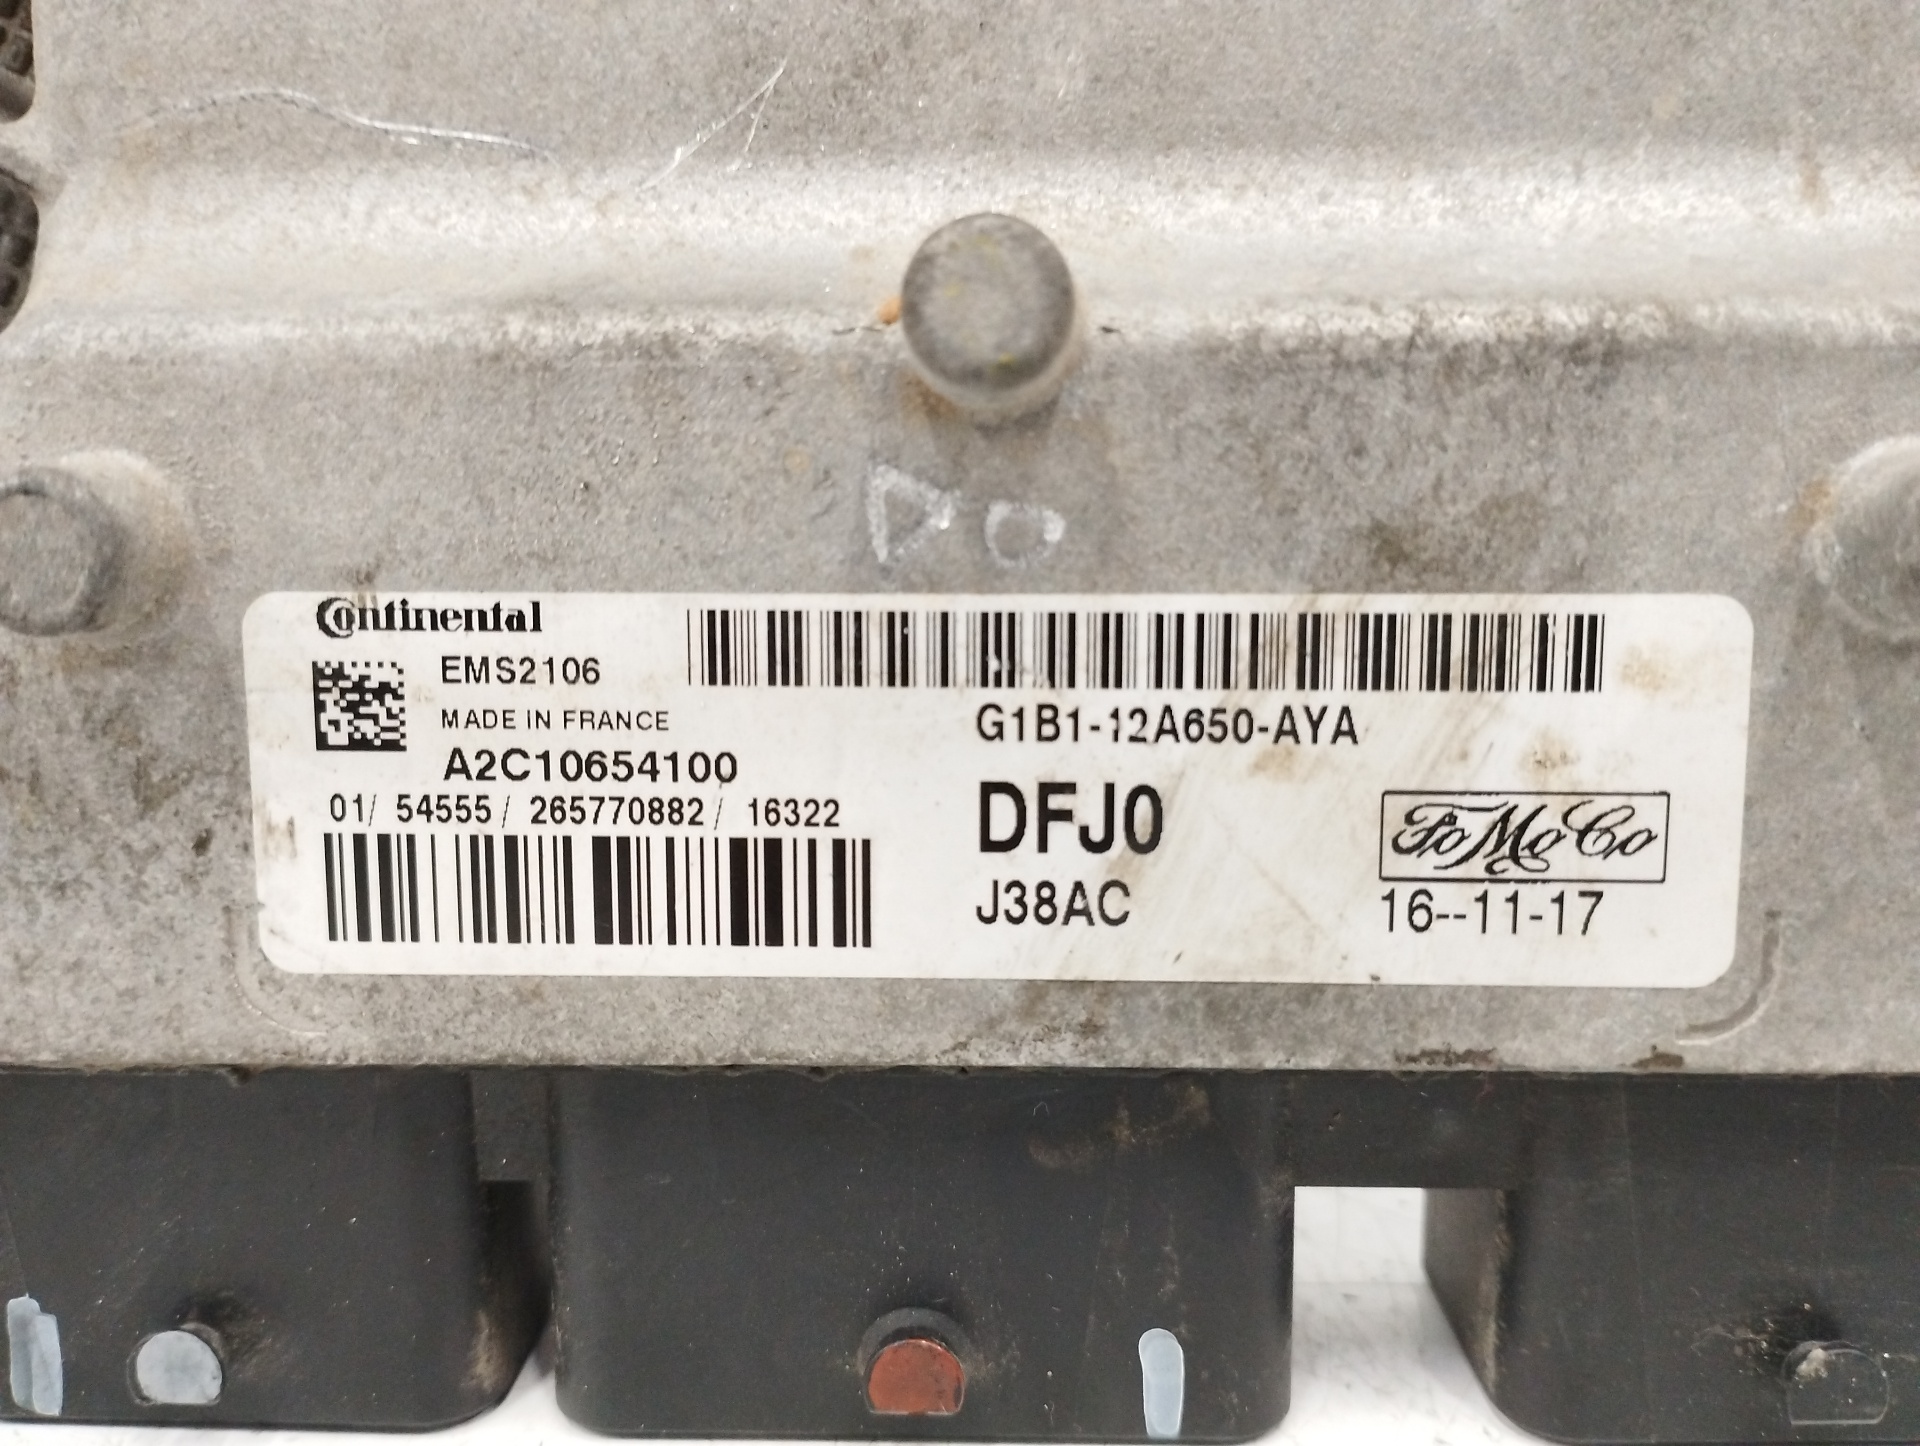 DO
Continental
EMS2106
MADE IN FRANCE
A2C10654100
01/ 54555/ 265770882/ 16322
G1B1-12A650-AYA
DFJ0
J38AC
FoMoCo
16--11-17